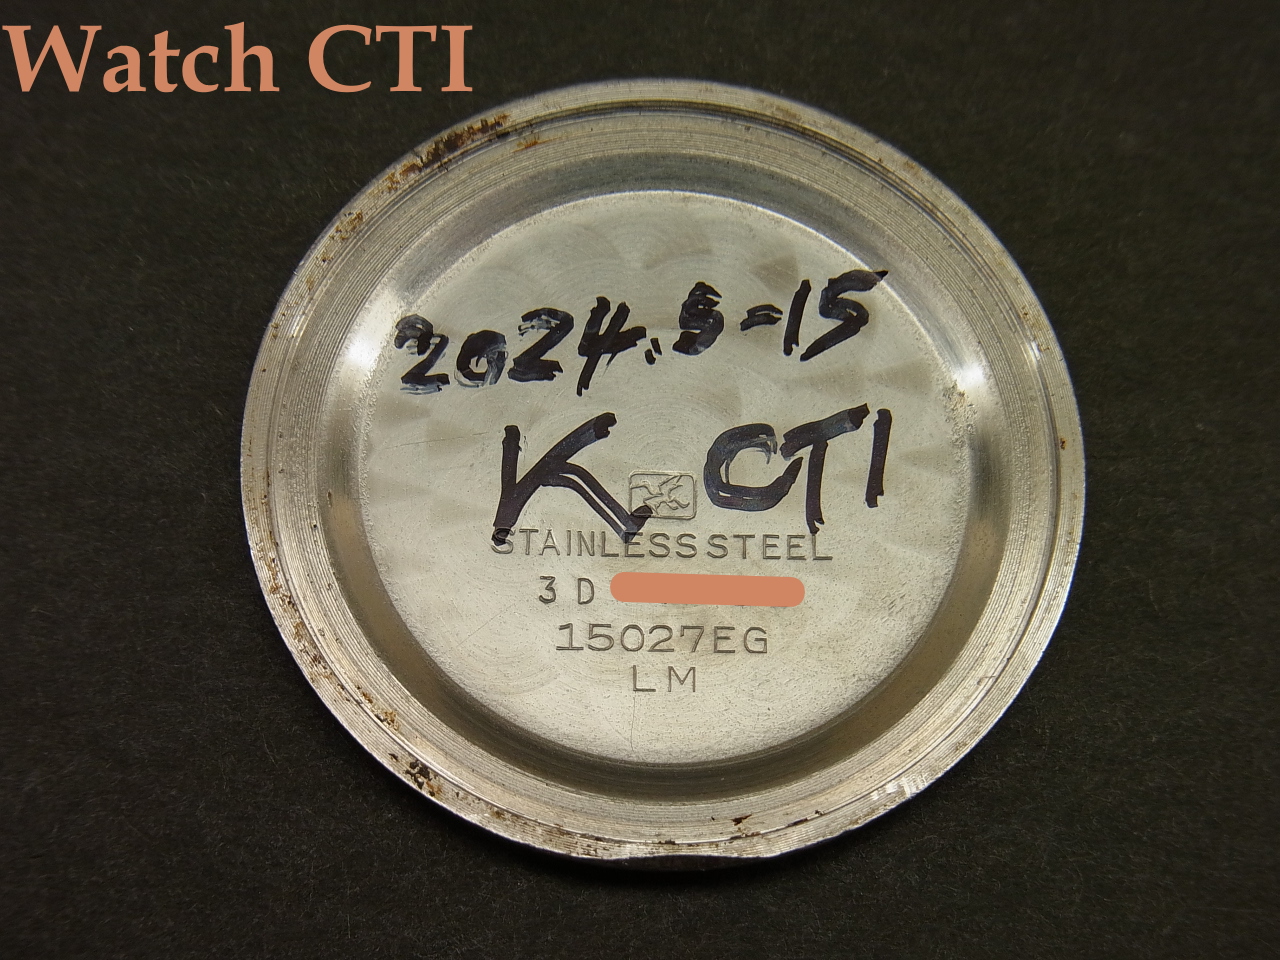 Watch CTI
2024.5-15
K CTI
STAINLESS STEEL
3 D
15027EG
LM